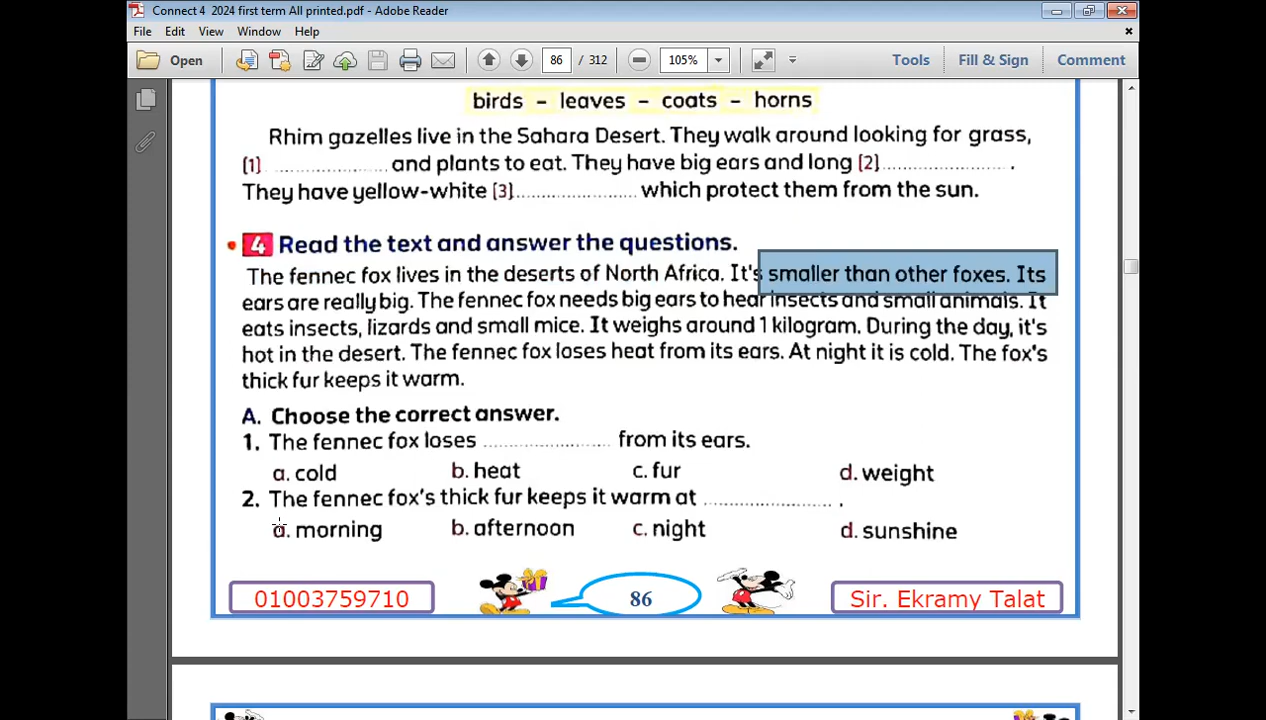 Connect 4 2024 first term All printed.pdf - Adobe Reader
File Edit View Window Help
Open 86 / 312 105% Tools Fill & Sign Comment
birds - leaves - coats - horns
Rhim gazelles live in the Sahara Desert. They walk around looking for grass,
[1] .................... and plants to eat. They have big ears and long [2]........................ .
They have yellow-white [3]....................... which protect them from the sun.
4 Read the text and answer the questions.
The fennec fox lives in the deserts of North Africa. It's smaller than other foxes. Its
ears are really big. The fennec fox needs big ears to hear insects and small animals. It
eats insects, lizards and small mice. It weighs around 1 kilogram. During the day, it's
hot in the desert. The fennec fox loses heat from its ears. At night it is cold. The fox's
thick fur keeps it warm.
A. Choose the correct answer.
1. The fennec fox loses ....................... from its ears.
a. cold b. heat c. fur d. weight
2. The fennec fox's thick fur keeps it warm at ....................... .
a. morning b. afternoon c. night d. sunshine
01003759710 86 Sir. Ekramy Talat